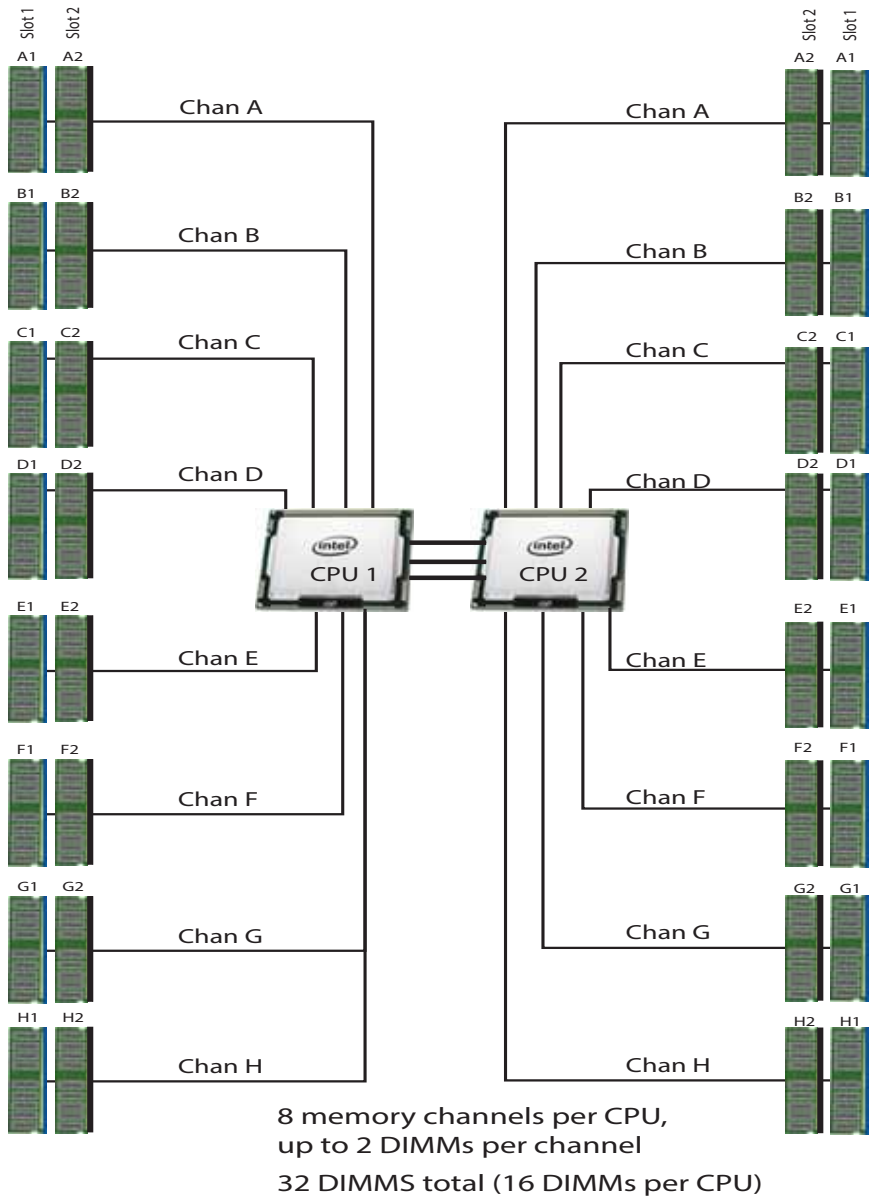 Slot 1
Slot 2
Slot 2
Slot 1
A1 A2
A2 A1
Chan A
Chan A
B1 B2
B2 B1
Chan B
Chan B
C1 C2
C2 C1
Chan C
Chan C
D1 D2
D2 D1
Chan D
Chan D
intel
CPU 1
intel
CPU 2
E1 E2
E2 E1
Chan E
Chan E
F1 F2
F2 F1
Chan F
Chan F
G1 G2
G2 G1
Chan G
Chan G
H1 H2
H2 H1
Chan H
Chan H
8 memory channels per CPU,
up to 2 DIMMs per channel
32 DIMMS total (16 DIMMs per CPU)